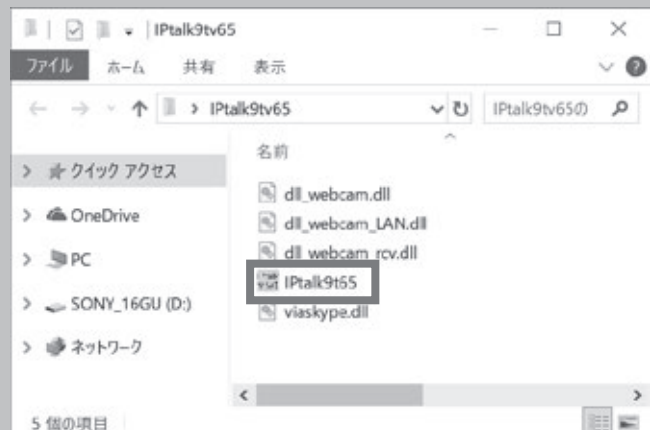 IPtalk9tv65
ファイル ホーム 共有 表示
IPtalk9tv65 IPtalk9tv65の
名前
クイック アクセス
OneDrive
PC
SONY_16GU (D:)
ネットワーク
dll_webcam.dll
dll_webcam_LAN.dll
dll_webcam_rcv.dll
IPtalk9t65
viaskype.dll
5 個の項目